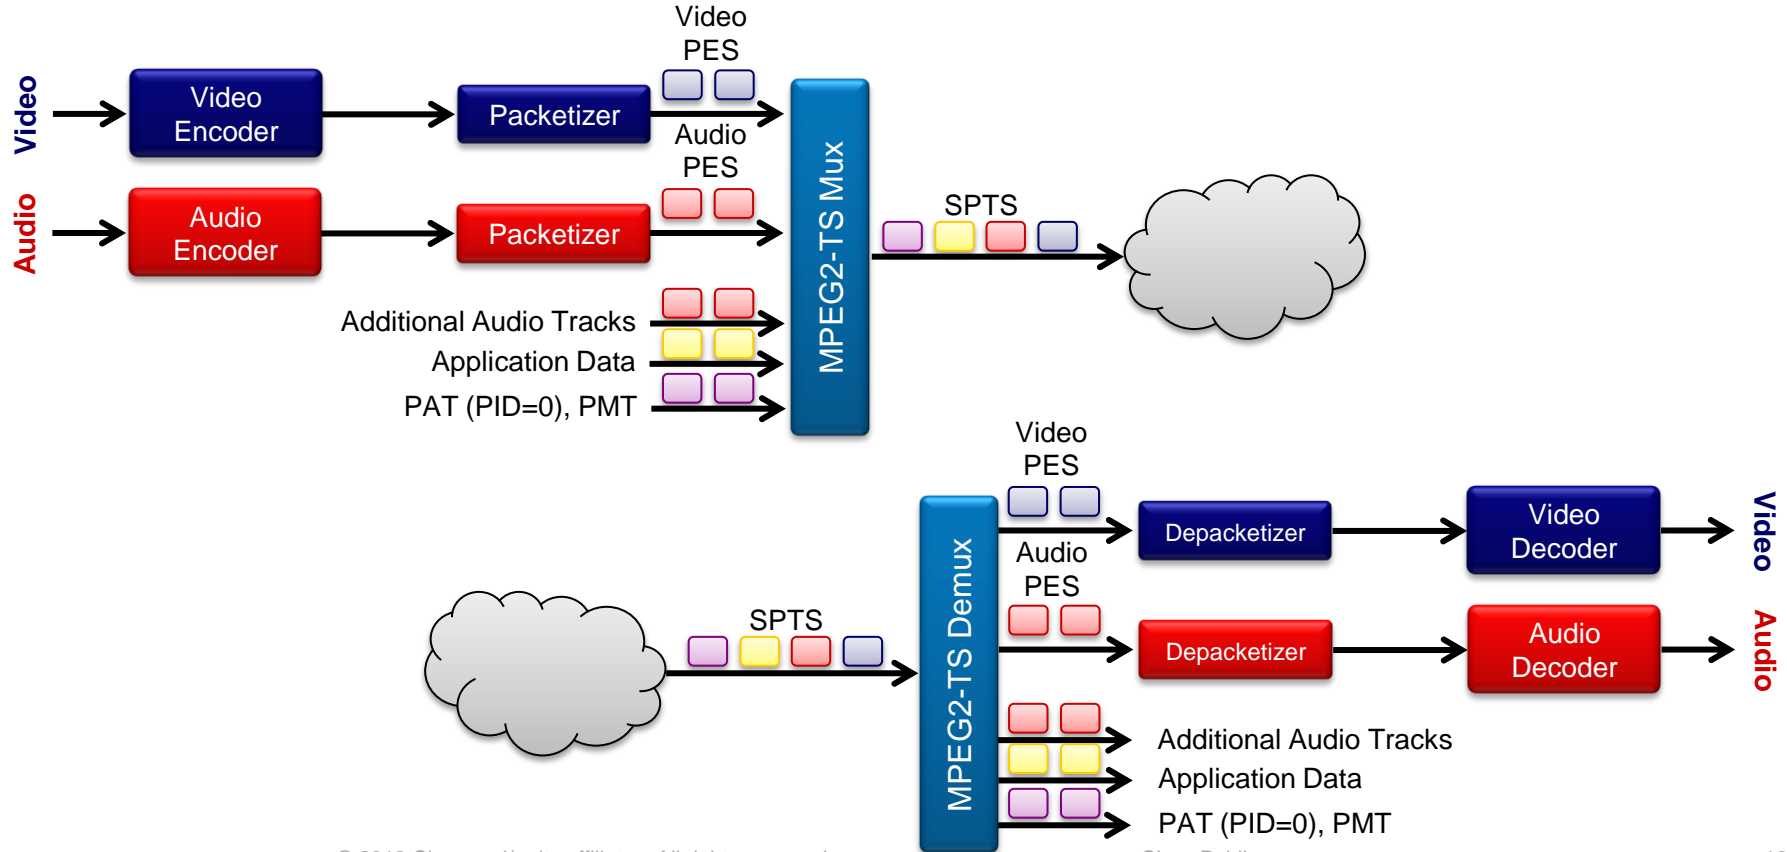 Video
PES
Video
Video
Encoder
Packetizer
Audio
PES
Audio
Audio
Encoder
Packetizer
MPEG2-TS Mux
SPTS
Additional Audio Tracks
Application Data
PAT (PID=0), PMT
Video
PES
MPEG2-TS Demux
Depacketizer
Video
Decoder
Video
Audio
PES
SPTS
Depacketizer
Audio
Decoder
Audio
Additional Audio Tracks
Application Data
PAT (PID=0), PMT